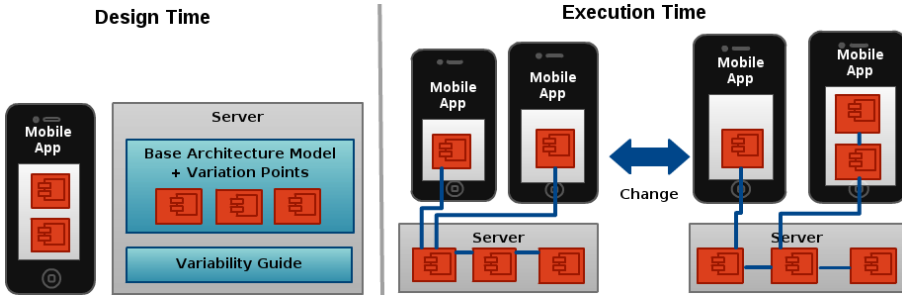 Design Time
Execution Time
Mobile
App
Server
Base Architecture Model
+ Variation Points
Variability Guide
Mobile
App
Mobile
App
Server
Change
Mobile
App
Mobile
App
Server